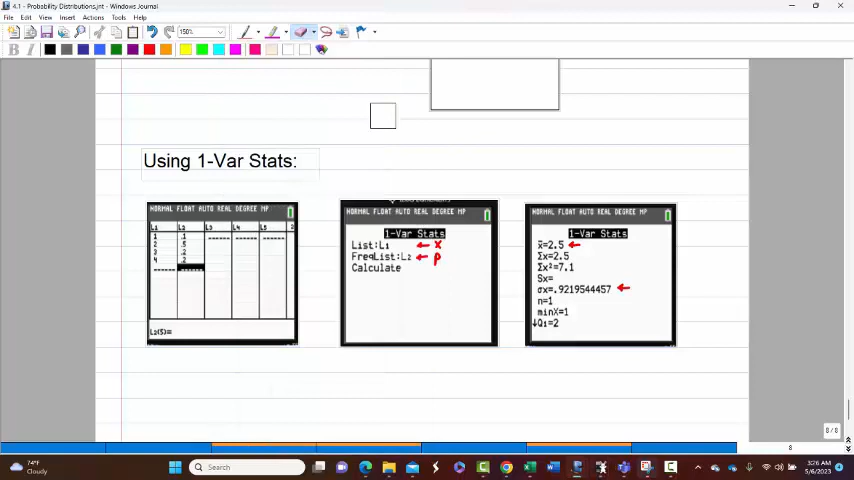 4.1 - Probability Distributions.jnt - Windows Journal
File Edit View Insert Actions Tools Help
150%
B I
Using 1-Var Stats:
NORMAL FLOAT AUTO REAL DEGREE MP
L1 L2 L3 L4 L5
1 .1
2 .5
3 .2
4 .2
L2(5)=
NORMAL FLOAT AUTO REAL DEGREE MP
1-Var Stats
List:L1 ← x
FreqList:L2 ← p
Calculate
NORMAL FLOAT AUTO REAL DEGREE MP
1-Var Stats
x̄=2.5 ←
Σx=2.5
Σx²=7.1
Sx=
σx=.9219544457 ←
n=1
minX=1
↓Q1=2
8 / 8
8
74°F
Cloudy
Search
3:26 AM
5/6/2023